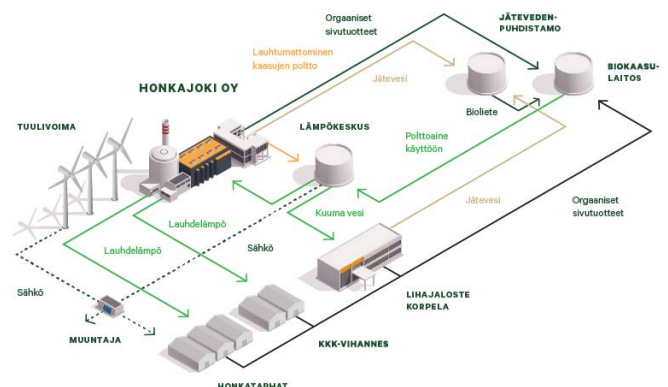 Orgaaniset
sivutuotteet
JÄTEVEDEN-
PUHDISTAMO
Lauhtumattominen
kaasujen poltto
BIOKAASU-
LAITOS
Jätevesi
HONKAJOKI OY
Bioliete
TUULIVOIMA
LÄMPÖKESKUS
Polttoaine
käyttöön
Jätevesi
Orgaaniset
sivutuotteet
Kuuma vesi
Lauhdelämpö
Lauhdelämpö
Sähkö
Sähkö
LIHAJALOSTE
KORPELA
MUUNTAJA
KKK-VIHANNES
HONKATARHAT